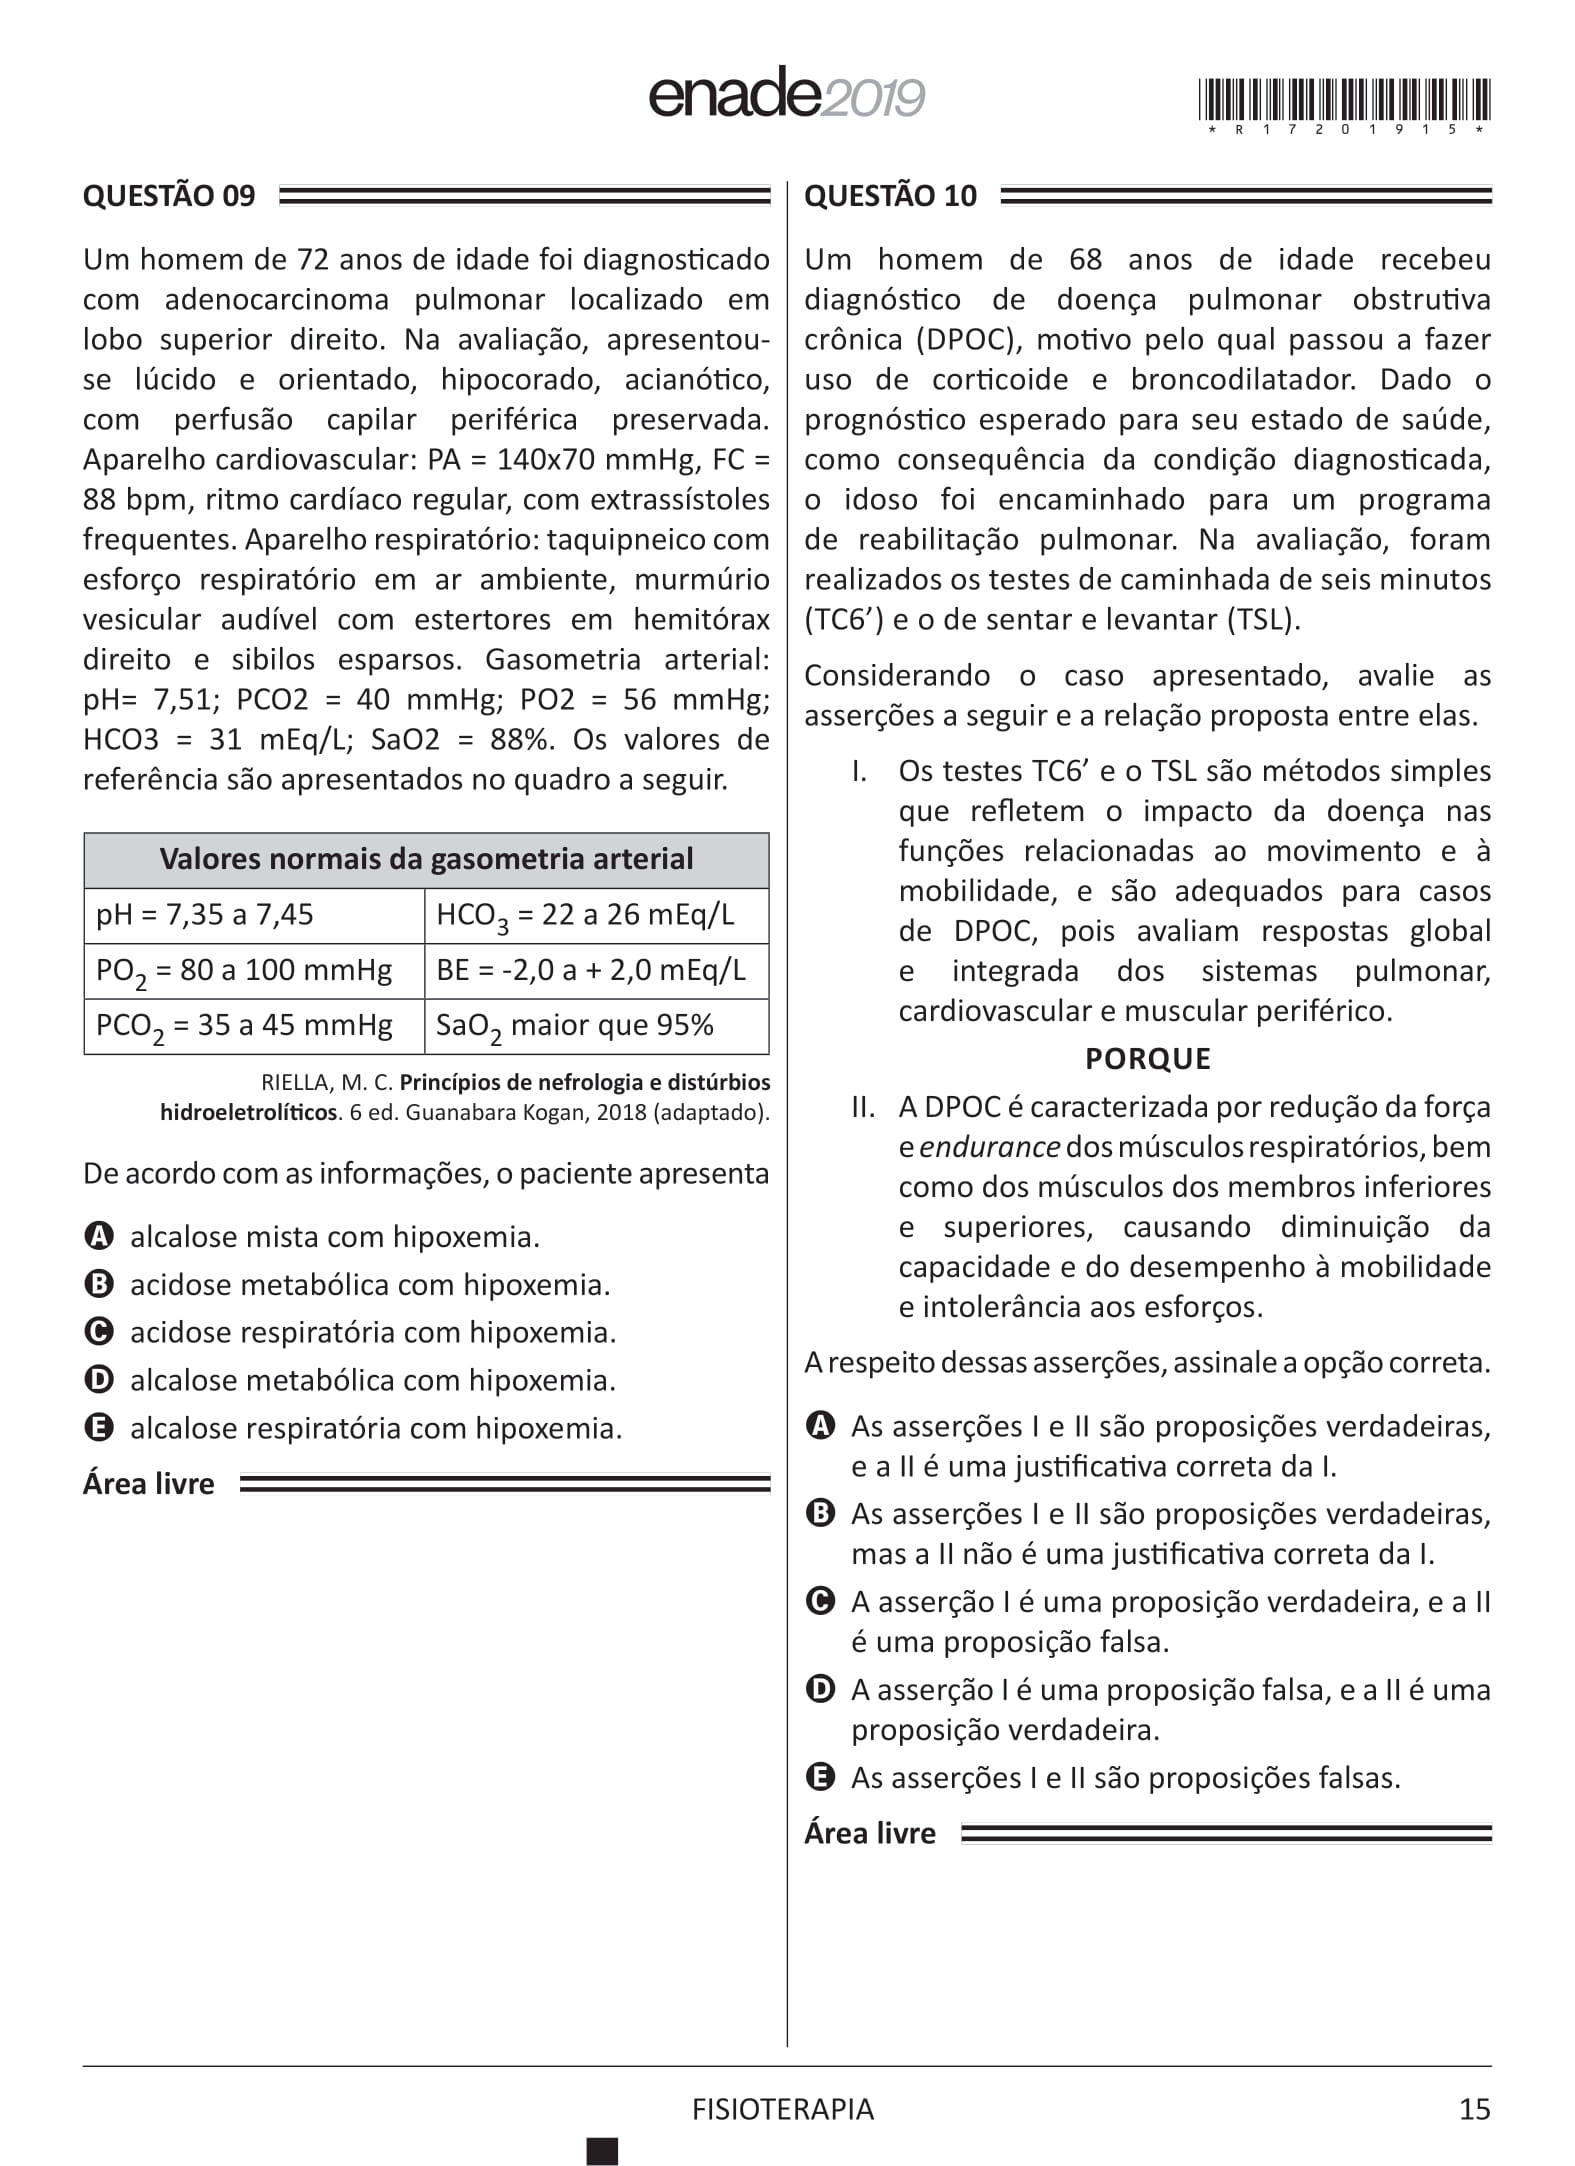 enade2019
* R 1 7 2 0 1 9 1 5 *
QUESTÃO 09
Um homem de 72 anos de idade foi diagnosticado
com adenocarcinoma pulmonar localizado em
lobo superior direito. Na avaliação, apresentou-
se lúcido e orientado, hipocorado, acianótico,
com perfusão capilar periférica preservada.
Aparelho cardiovascular: PA = 140x70 mmHg, FC =
88 bpm, ritmo cardíaco regular, com extrassístoles
frequentes. Aparelho respiratório: taquipneico com
esforço respiratório em ar ambiente, murmúrio
vesicular audível com estertores em hemitórax
direito e sibilos esparsos. Gasometria arterial:
pH= 7,51; PCO2 = 40 mmHg; PO2 = 56 mmHg;
HCO3 = 31 mEq/L; SaO2 = 88%. Os valores de
referência são apresentados no quadro a seguir.
Valores normais da gasometria arterial
pH = 7,35 a 7,45 HCO3 = 22 a 26 mEq/L
PO2 = 80 a 100 mmHg BE = -2,0 a + 2,0 mEq/L
PCO2 = 35 a 45 mmHg SaO2 maior que 95%
RIELLA, M. C. Princípios de nefrologia e distúrbios
hidroeletrolíticos. 6 ed. Guanabara Kogan, 2018 (adaptado).
De acordo com as informações, o paciente apresenta
A alcalose mista com hipoxemia.
B acidose metabólica com hipoxemia.
C acidose respiratória com hipoxemia.
D alcalose metabólica com hipoxemia.
E alcalose respiratória com hipoxemia.
Área livre
QUESTÃO 10
Um homem de 68 anos de idade recebeu
diagnóstico de doença pulmonar obstrutiva
crônica (DPOC), motivo pelo qual passou a fazer
uso de corticoide e broncodilatador. Dado o
prognóstico esperado para seu estado de saúde,
como consequência da condição diagnosticada,
o idoso foi encaminhado para um programa
de reabilitação pulmonar. Na avaliação, foram
realizados os testes de caminhada de seis minutos
(TC6’) e o de sentar e levantar (TSL).
Considerando o caso apresentado, avalie as
asserções a seguir e a relação proposta entre elas.
I. Os testes TC6’ e o TSL são métodos simples
que refletem o impacto da doença nas
funções relacionadas ao movimento e à
mobilidade, e são adequados para casos
de DPOC, pois avaliam respostas global
e integrada dos sistemas pulmonar,
cardiovascular e muscular periférico.
PORQUE
II. A DPOC é caracterizada por redução da força
e endurance dos músculos respiratórios, bem
como dos músculos dos membros inferiores
e superiores, causando diminuição da
capacidade e do desempenho à mobilidade
e intolerância aos esforços.
A respeito dessas asserções, assinale a opção correta.
A As asserções I e II são proposições verdadeiras,
e a II é uma justificativa correta da I.
B As asserções I e II são proposições verdadeiras,
mas a II não é uma justificativa correta da I.
C A asserção I é uma proposição verdadeira, e a II
é uma proposição falsa.
D A asserção I é uma proposição falsa, e a II é uma
proposição verdadeira.
E As asserções I e II são proposições falsas.
Área livre
FISIOTERAPIA
15